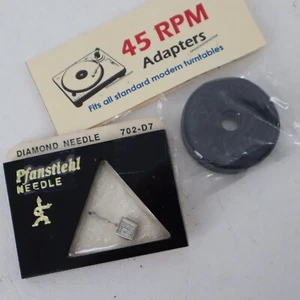 45 RPM
Adapters
Fits all standard modern turntables
DIAMOND NEEDLE 702-D7
Pfanstiehl
NEEDLE